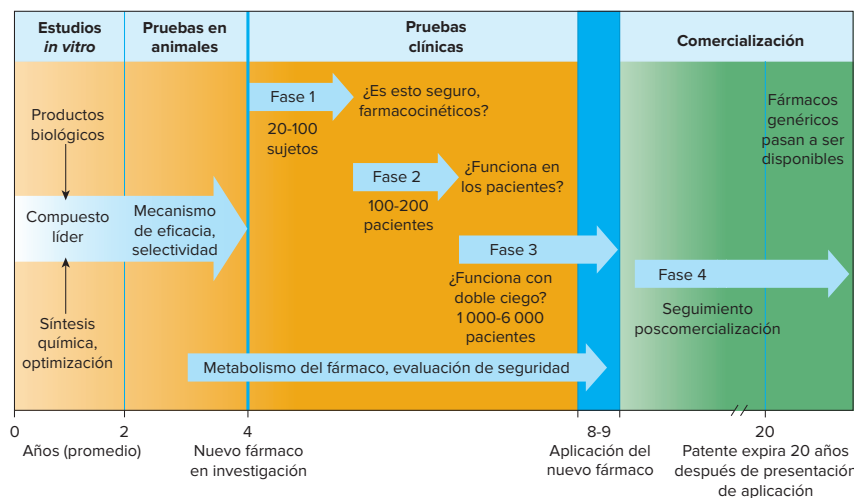 Estudios
in vitro
Pruebas en
animales
Pruebas
clínicas
Comercialización
Productos
biológicos
Compuesto
líder
Síntesis
química,
optimización
Mecanismo
de eficacia,
selectividad
Fase 1
20-100
sujetos
¿Es esto seguro,
farmacocinéticos?
Fase 2
100-200
pacientes
¿Funciona en
los pacientes?
Fase 3
¿Funciona con
doble ciego?
1 000-6 000
pacientes
Metabolismo del fármaco, evaluación de seguridad
Fármacos
genéricos
pasan a ser
disponibles
Fase 4
Seguimiento
poscomercialización
0
2
4
8-9
20
Años (promedio)
Nuevo fármaco
en investigación
Aplicación del
nuevo fármaco
Patente expira 20 años
después de presentación
de aplicación